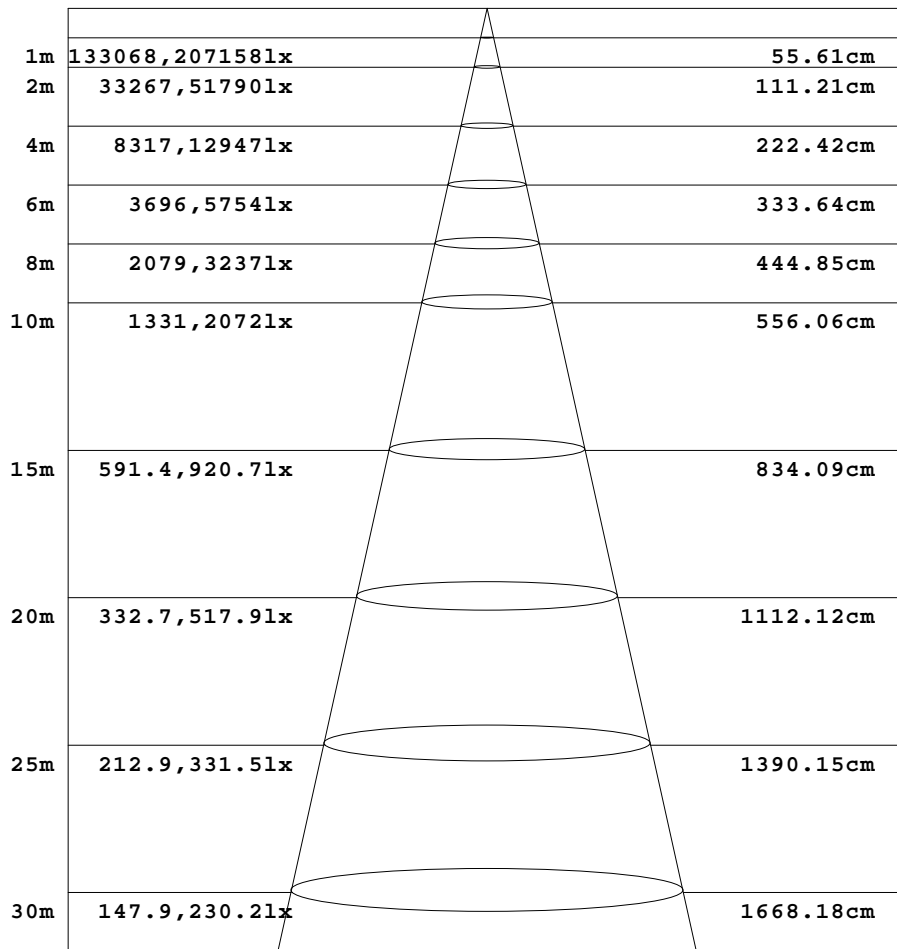 1m 133068,207158lx 55.61cm
2m 33267,51790lx 111.21cm
4m 8317,12947lx 222.42cm
6m 3696,5754lx 333.64cm
8m 2079,3237lx 444.85cm
10m 1331,2072lx 556.06cm
15m 591.4,920.7lx 834.09cm
20m 332.7,517.9lx 1112.12cm
25m 212.9,331.5lx 1390.15cm
30m 147.9,230.2lx 1668.18cm